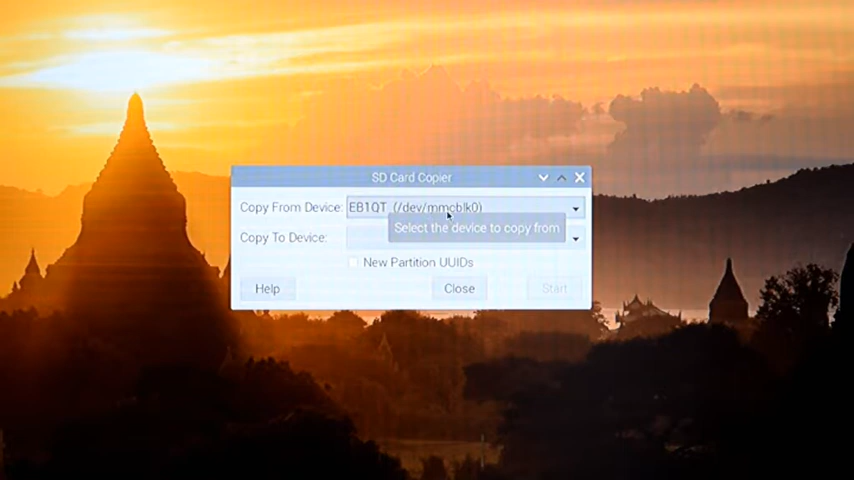 SD Card Copier
Copy From Device: EB1QT (/dev/mmcblk0)
Select the device to copy from
Copy To Device:
New Partition UUIDs
Help Close Start